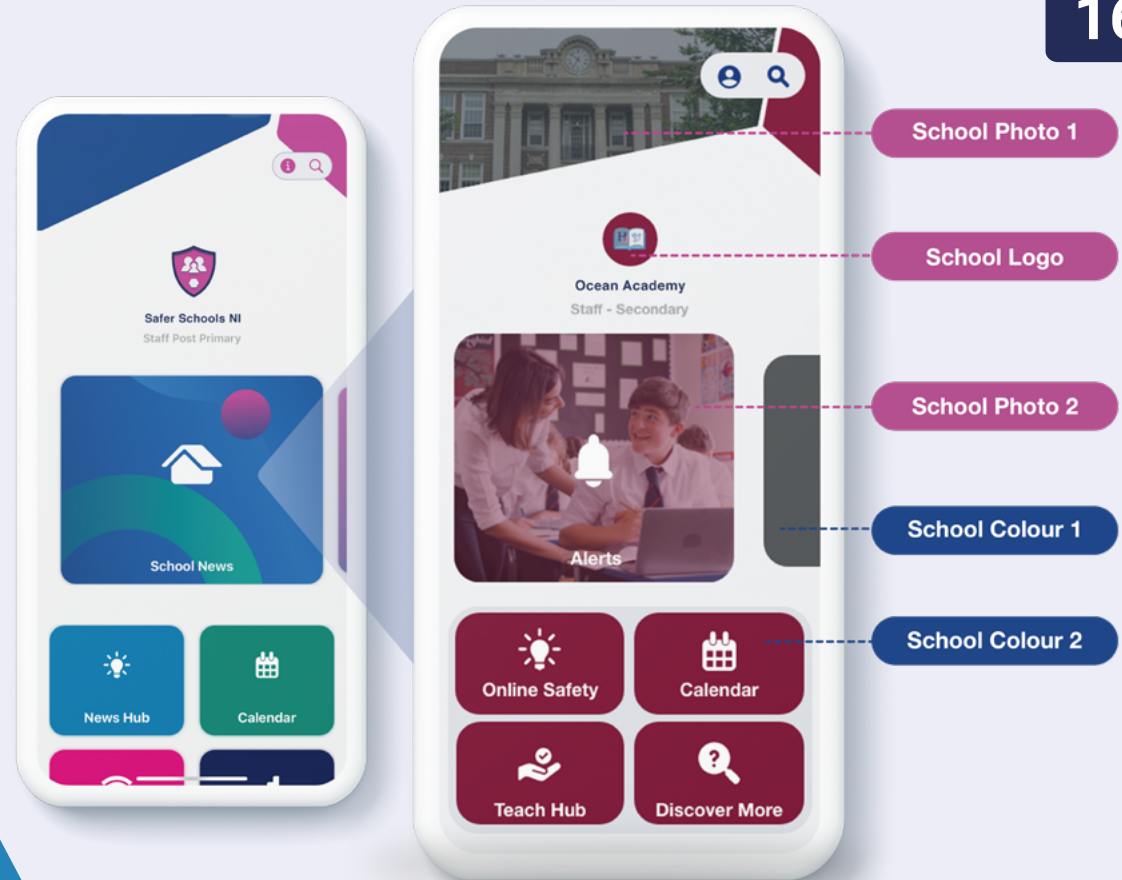 16
School Photo 1
School Logo
School Photo 2
School Colour 1
School Colour 2
Safer Schools NI
Staff Post Primary
School News
News Hub
Calendar
Ocean Academy
Staff - Secondary
Alerts
Online Safety
Calendar
Teach Hub
Discover More